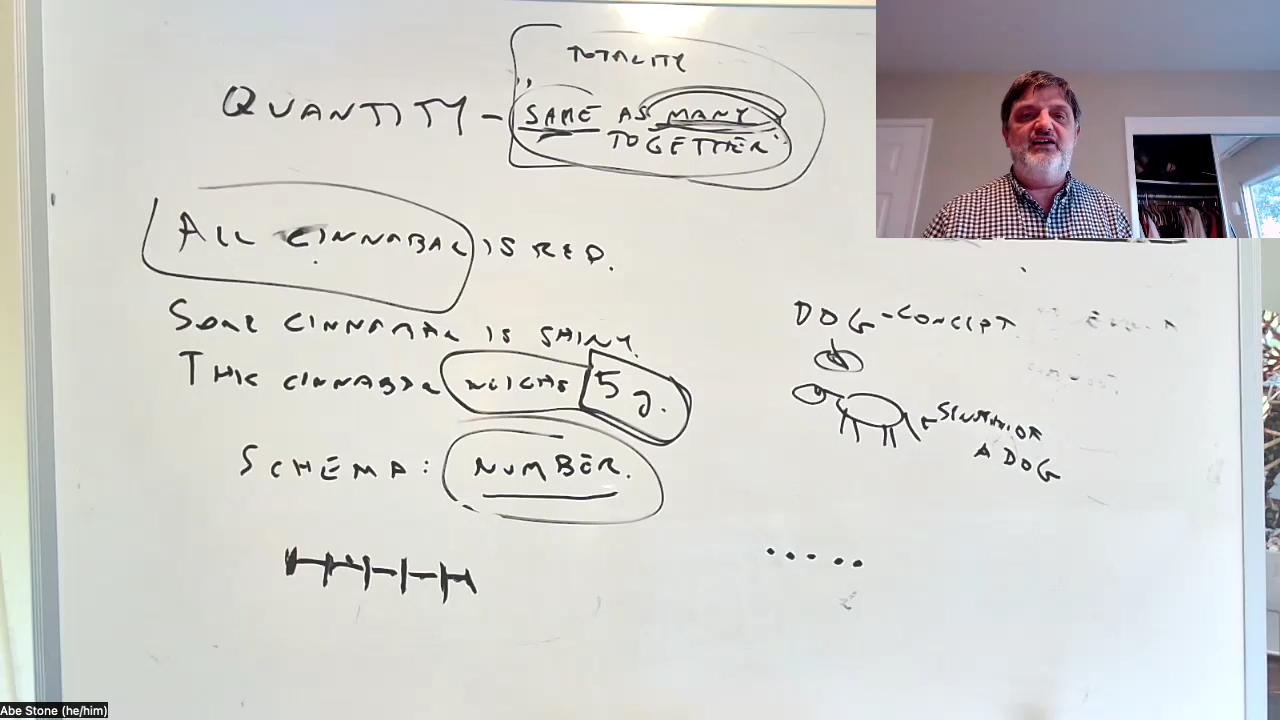 TOTALITY
QUANTITY - "SAME AS MANY
TOGETHER"
ALL CINNABAR IS RED.
SOME CINNABAR IS SHINY.
THIS CINNABAR WEIGHS 5 g.
SCHEMA: NUMBER.
DOG-CONCEPT
A DOG
Abe Stone (he/him)